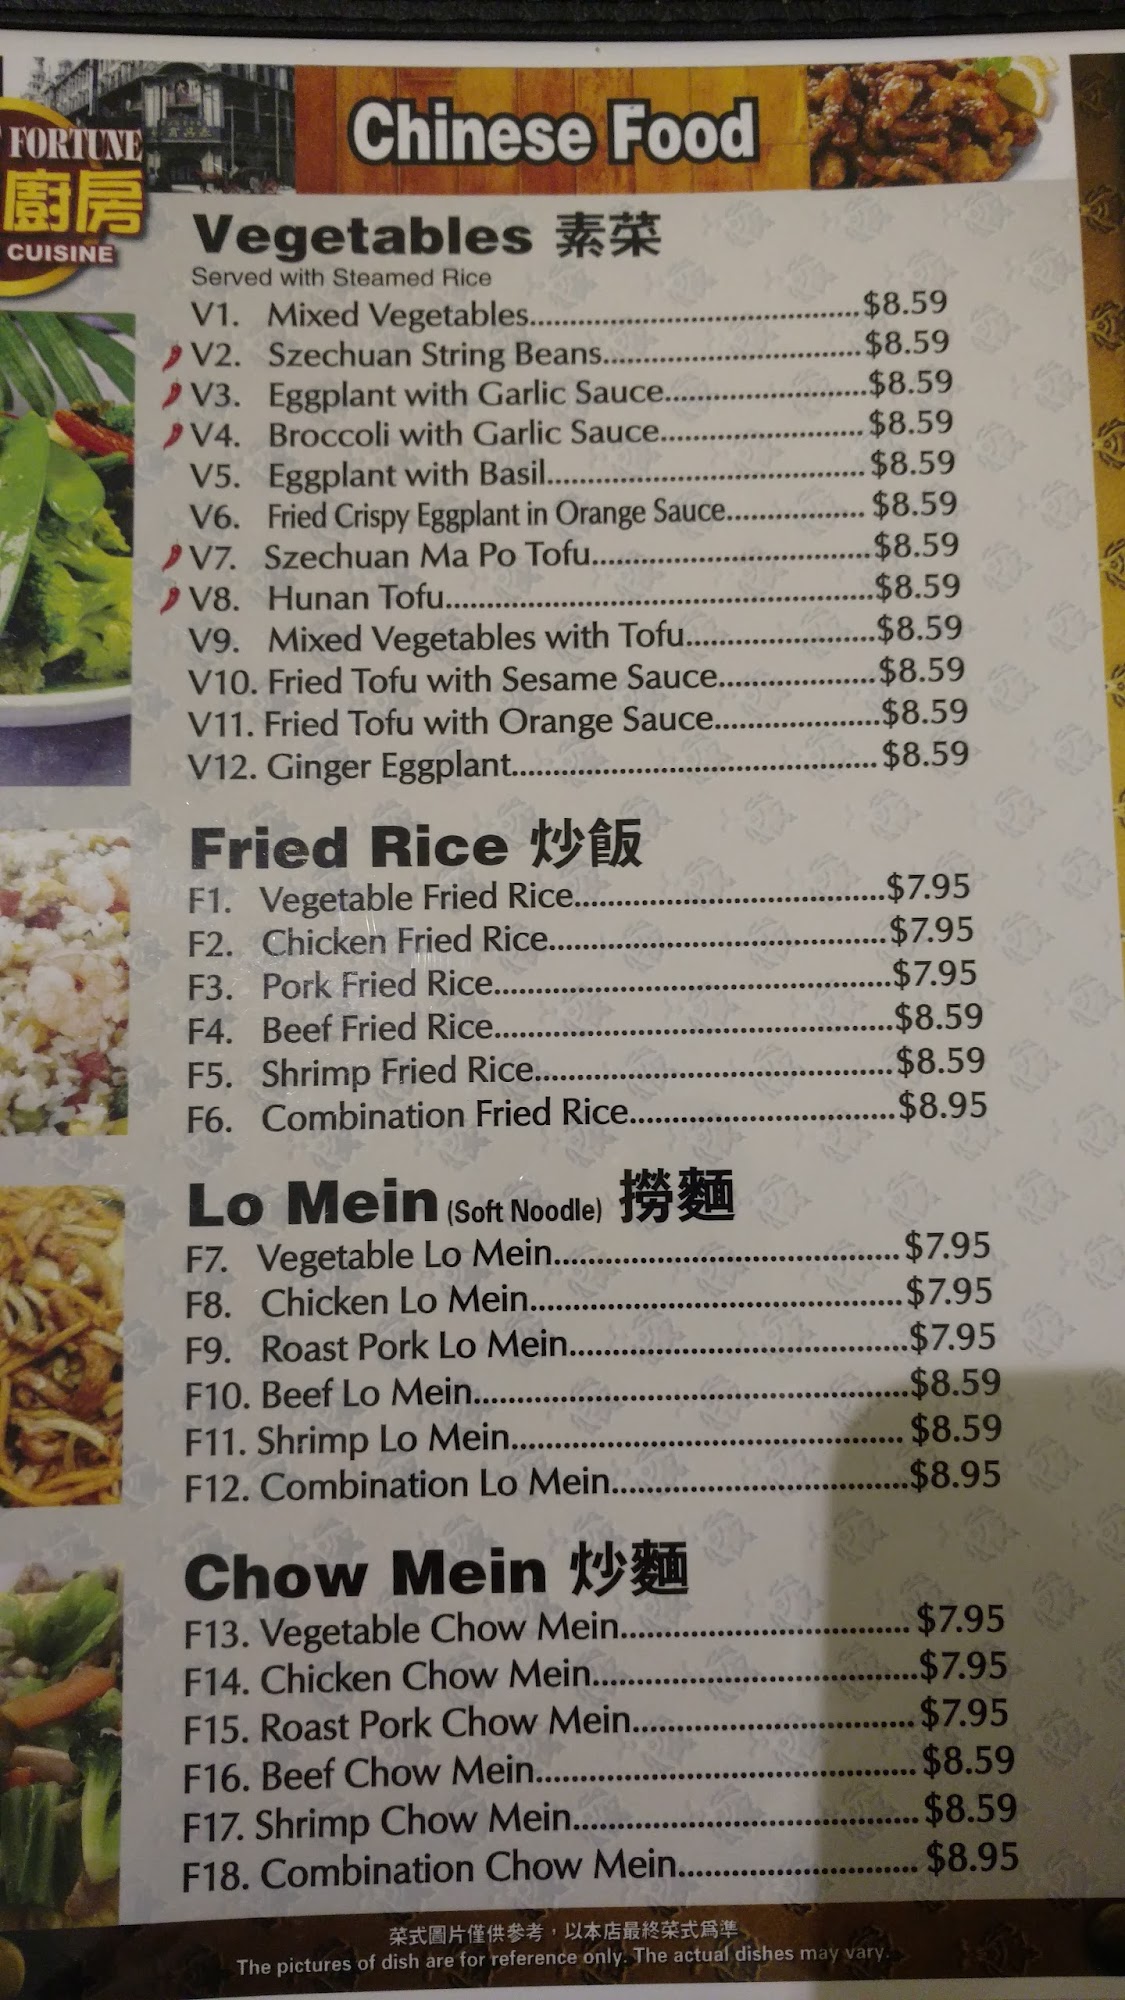 FORTUNE
廚房
CUISINE
Chinese Food
Vegetables 素菜
Served with Steamed Rice
V1. Mixed Vegetables........................................$8.59
V2. Szechuan String Beans................................$8.59
V3. Eggplant with Garlic Sauce.........................$8.59
V4. Broccoli with Garlic Sauce.........................$8.59
V5. Eggplant with Basil.......................................$8.59
V6. Fried Crispy Eggplant in Orange Sauce.................$8.59
V7. Szechuan Ma Po Tofu..................................$8.59
V8. Hunan Tofu....................................................$8.59
V9. Mixed Vegetables with Tofu.......................$8.59
V10. Fried Tofu with Sesame Sauce...................$8.59
V11. Fried Tofu with Orange Sauce....................$8.59
V12. Ginger Eggplant............................................$8.59
Fried Rice 炒飯
F1. Vegetable Fried Rice.....................................$7.95
F2. Chicken Fried Rice........................................$7.95
F3. Pork Fried Rice...............................................$7.95
F4. Beef Fried Rice...............................................$8.59
F5. Shrimp Fried Rice..........................................$8.59
F6. Combination Fried Rice...............................$8.95
Lo Mein (Soft Noodle) 撈麵
F7. Vegetable Lo Mein........................................$7.95
F8. Chicken Lo Mein...........................................$7.95
F9. Roast Pork Lo Mein.......................................$7.95
F10. Beef Lo Mein..................................................$8.59
F11. Shrimp Lo Mein.............................................$8.59
F12. Combination Lo Mein..................................$8.95
Chow Mein 炒麵
F13. Vegetable Chow Mein.................................$7.95
F14. Chicken Chow Mein.....................................$7.95
F15. Roast Pork Chow Mein................................$7.95
F16. Beef Chow Mein...........................................$8.59
F17. Shrimp Chow Mein.......................................$8.59
F18. Combination Chow Mein............................$8.95
菜式圖片僅供參考，以本店最終菜式爲準
The pictures of dish are for reference only. The actual dishes may vary.